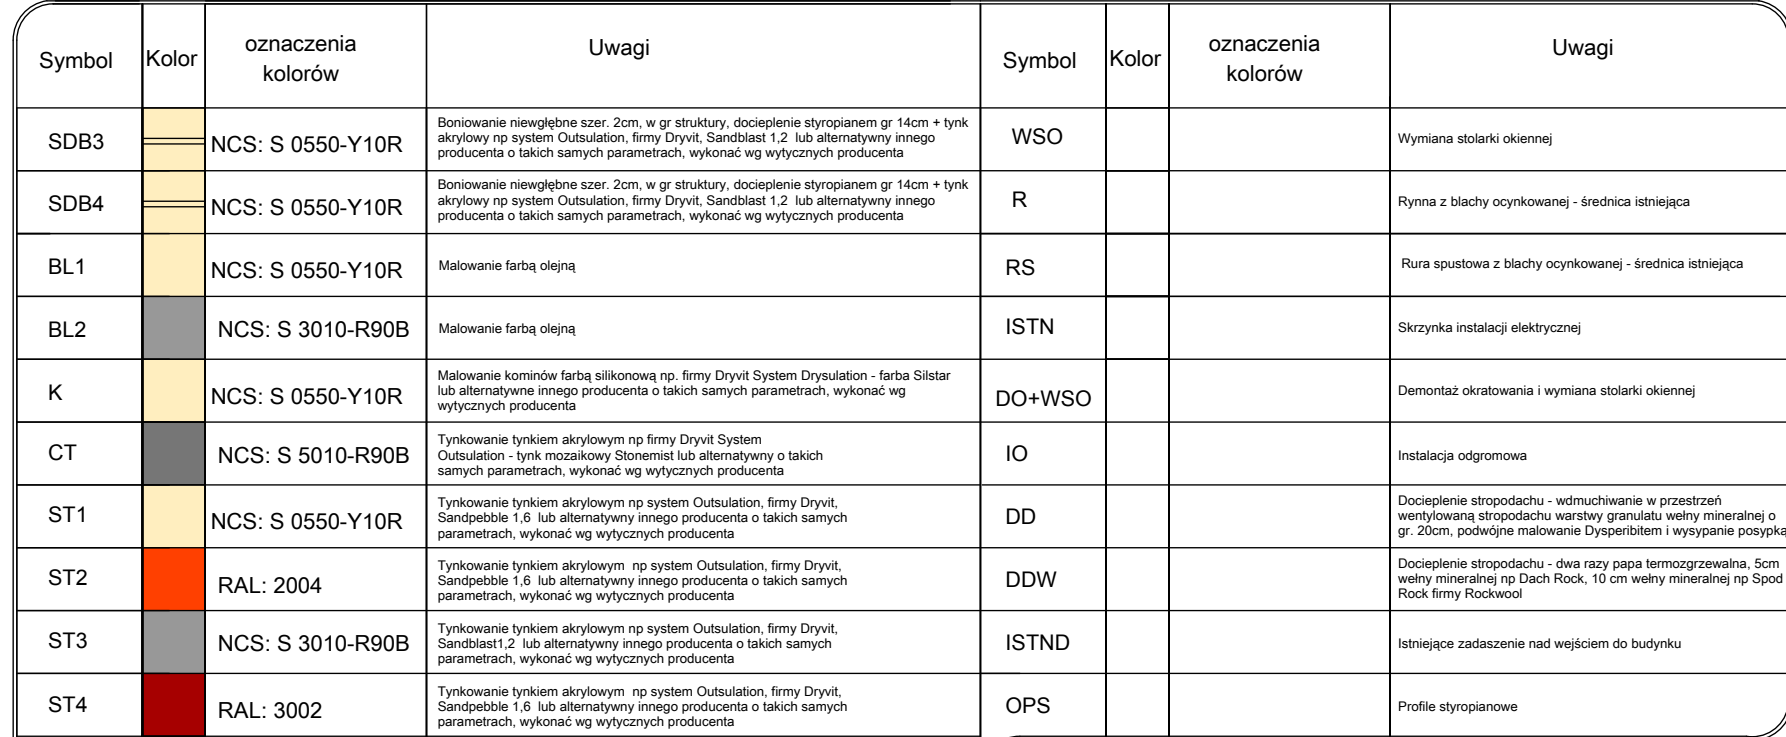 Symbol
Kolor
oznaczenia
kolorów
Uwagi
Symbol
Kolor
oznaczenia
kolorów
Uwagi
SDB3
NCS: S 0550-Y10R
Boniowanie niewgłębne szer. 2cm, w gr struktury, docieplenie styropianem gr 14cm + tynk
akrylowy np system Outsulation, firmy Dryvit, Sandblast 1,2 lub alternatywny innego
producenta o takich samych parametrach, wykonać wg wytycznych producenta
WSO
Wymiana stolarki okiennej
SDB4
NCS: S 0550-Y10R
Boniowanie niewgłębne szer. 2cm, w gr struktury, docieplenie styropianem gr 14cm + tynk
akrylowy np system Outsulation, firmy Dryvit, Sandblast 1,2 lub alternatywny innego
producenta o takich samych parametrach, wykonać wg wytycznych producenta
R
Rynna z blachy ocynkowanej - średnica istniejąca
BL1
NCS: S 0550-Y10R
Malowanie farbą olejną
RS
Rura spustowa z blachy ocynkowanej - średnica istniejąca
BL2
NCS: S 3010-R90B
Malowanie farbą olejną
ISTN
Skrzynka instalacji elektrycznej
K
NCS: S 0550-Y10R
Malowanie kominów farbą silikonową np. firmy Dryvit System Drysulation - farba Silstar
lub alternatywne innego producenta o takich samych parametrach, wykonać wg
wytycznych producenta
DO+WSO
Demontaż okratowania i wymiana stolarki okiennej
CT
NCS: S 5010-R90B
Tynkowanie tynkiem akrylowym np firmy Dryvit System
Outsulation - tynk mozaikowy Stonemist lub alternatywny o takich
samych parametrach, wykonać wg wytycznych producenta
IO
Instalacja odgromowa
ST1
NCS: S 0550-Y10R
Tynkowanie tynkiem akrylowym np system Outsulation, firmy Dryvit,
Sandpebble 1,6 lub alternatywny innego producenta o takich samych
parametrach, wykonać wg wytycznych producenta
DD
Docieplenie stropodachu - wdmuchiwanie w przestrzeń
wentylowaną stropodachu warstwy granulatu wełny mineralnej o
gr. 20cm, podwójne malowanie Dysperibitem i wysypanie posypką
ST2
RAL: 2004
Tynkowanie tynkiem akrylowym np system Outsulation, firmy Dryvit,
Sandpebble 1,6 lub alternatywny innego producenta o takich samych
parametrach, wykonać wg wytycznych producenta
DDW
Docieplenie stropodachu - dwa razy papa termozgrzewalna, 5cm
wełny mineralnej np Dach Rock, 10 cm wełny mineralnej np Spod
Rock firmy Rockwool
ST3
NCS: S 3010-R90B
Tynkowanie tynkiem akrylowym np system Outsulation, firmy Dryvit,
Sandblast1,2 lub alternatywny innego producenta o takich samych
parametrach, wykonać wg wytycznych producenta
ISTND
Istniejące zadaszenie nad wejściem do budynku
ST4
RAL: 3002
Tynkowanie tynkiem akrylowym np system Outsulation, firmy Dryvit,
Sandpebble 1,6 lub alternatywny innego producenta o takich samych
parametrach, wykonać wg wytycznych producenta
OPS
Profile styropianowe